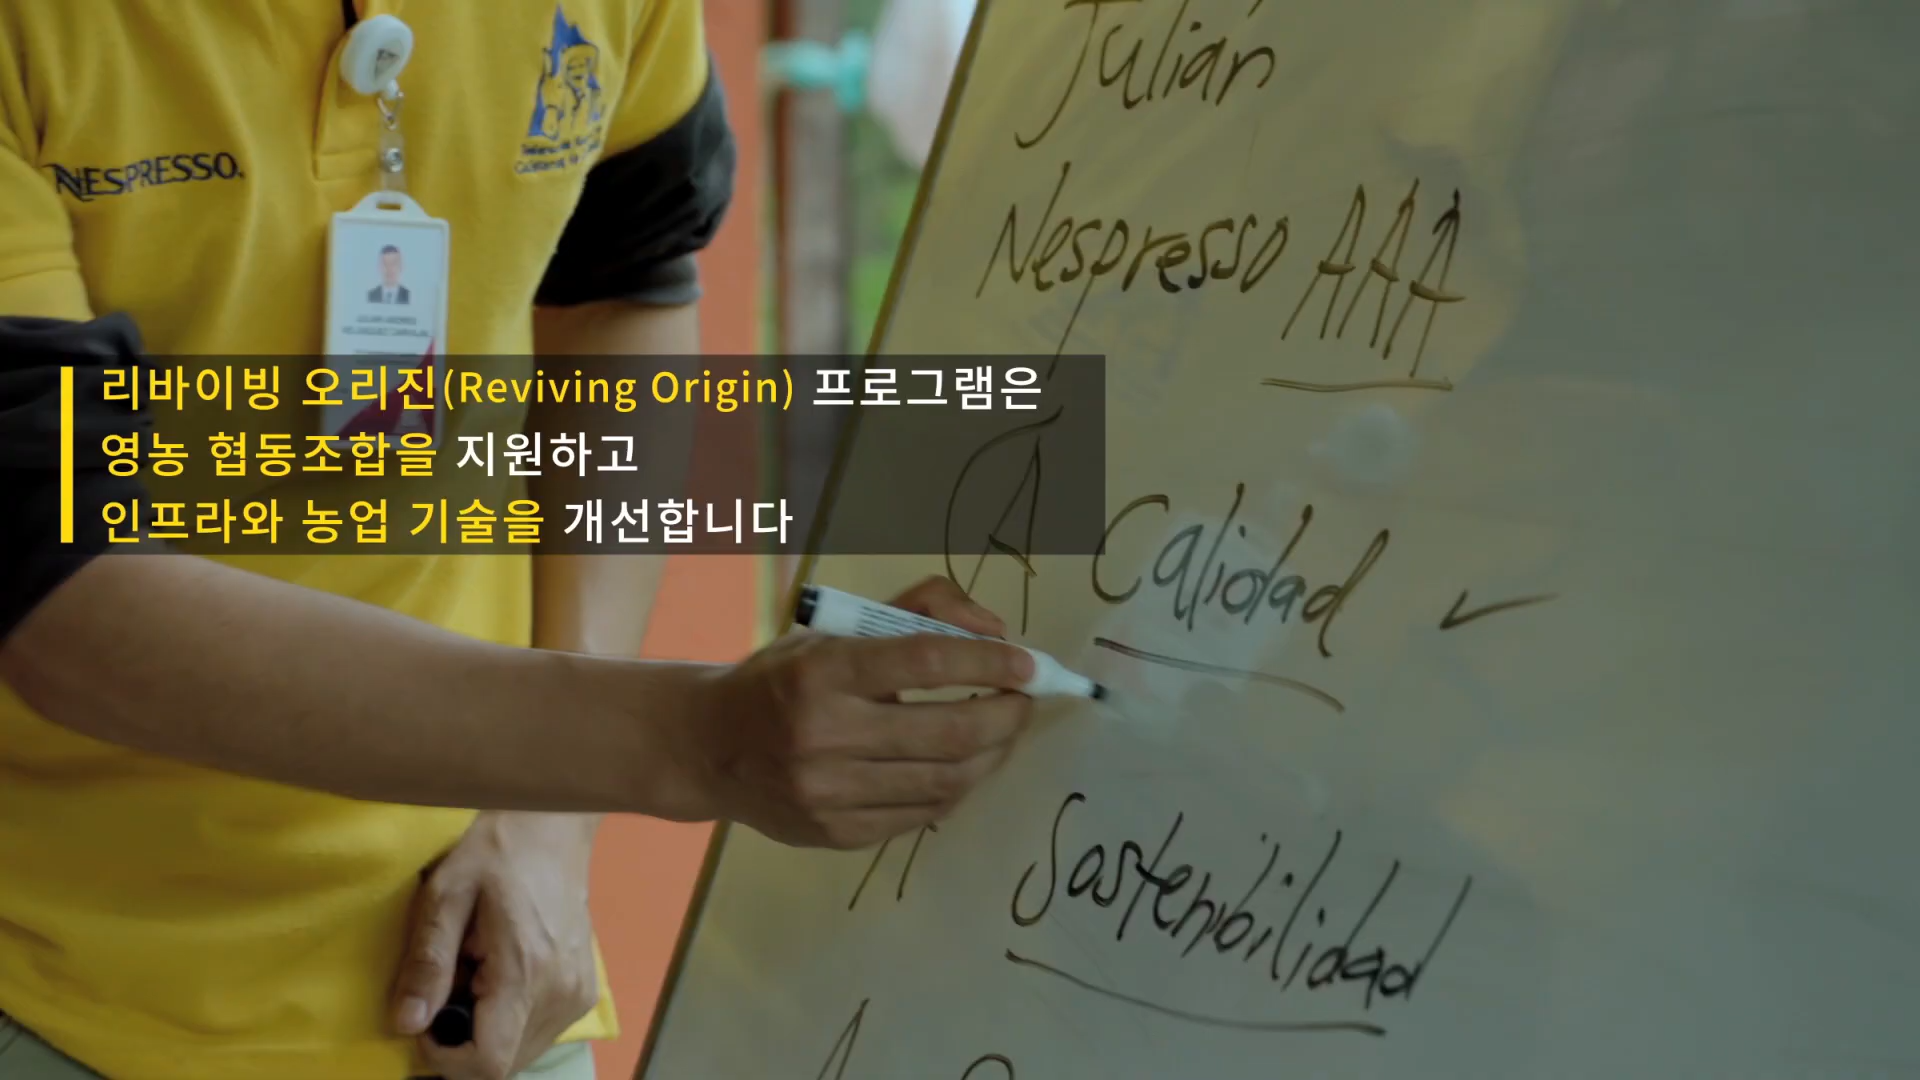 NESPRESSO.
Julián
Nespresso AAA
리바이빙 오리진(Reviving Origin) 프로그램은
영농 협동조합을 지원하고
인프라와 농업 기술을 개선합니다
A Calidad ✓
A Sostenibilidad
A